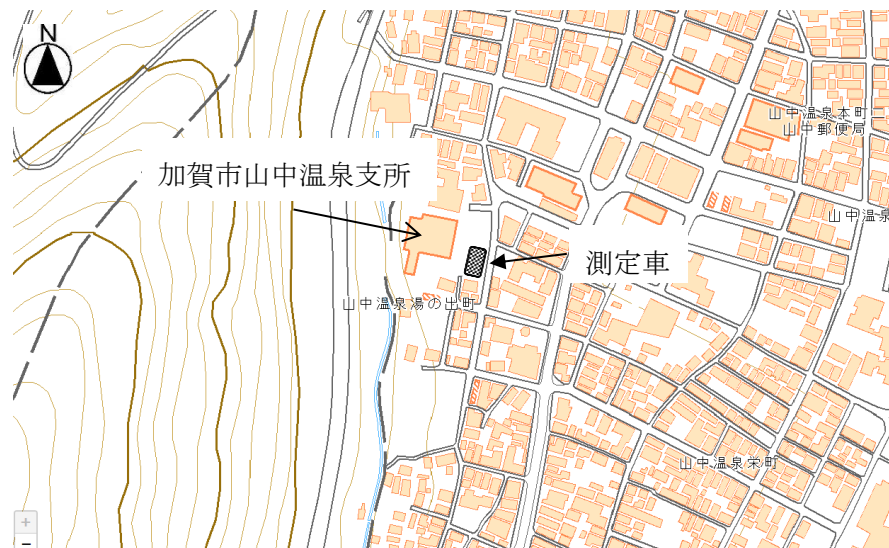 N
山中温泉本町二
山中郵便局
加賀市山中温泉支所
山中温泉
測定車
山中温泉湯の出町
山中温泉栄町
+
−